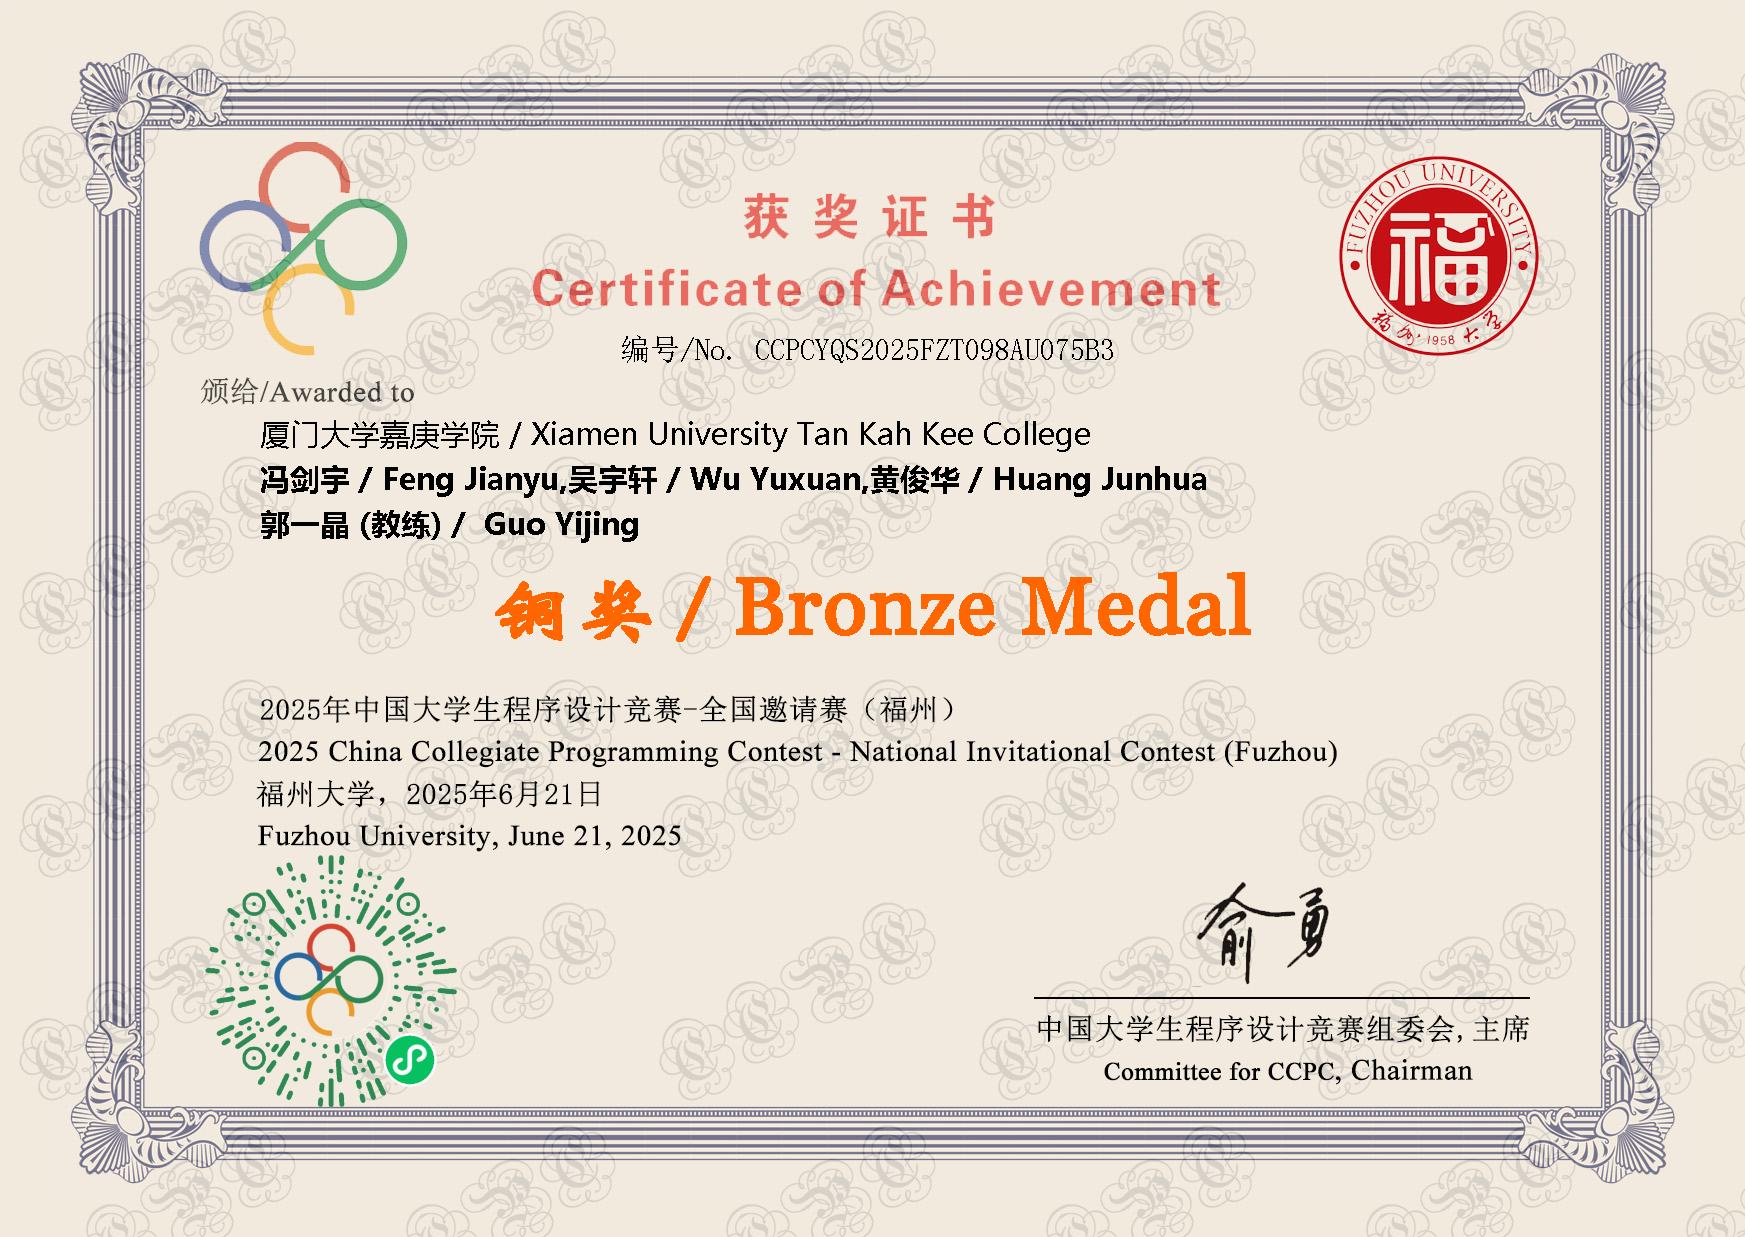 获奖证书
Certificate of Achievement
编号/No. CCPCYQS2025FZT098AU075B3
FUZHOU UNIVERSITY
福
福州大学
1958
颁给/Awarded to
厦门大学嘉庚学院 / Xiamen University Tan Kah Kee College
冯剑宇 / Feng Jianyu,吴宇轩 / Wu Yuxuan,黄俊华 / Huang Junhua
郭一晶 (教练) / Guo Yijing
铜奖 / Bronze Medal
2025年中国大学生程序设计竞赛-全国邀请赛（福州）
2025 China Collegiate Programming Contest - National Invitational Contest (Fuzhou)
福州大学，2025年6月21日
Fuzhou University, June 21, 2025
俞勇
中国大学生程序设计竞赛组委会,主席
Committee for CCPC, Chairman